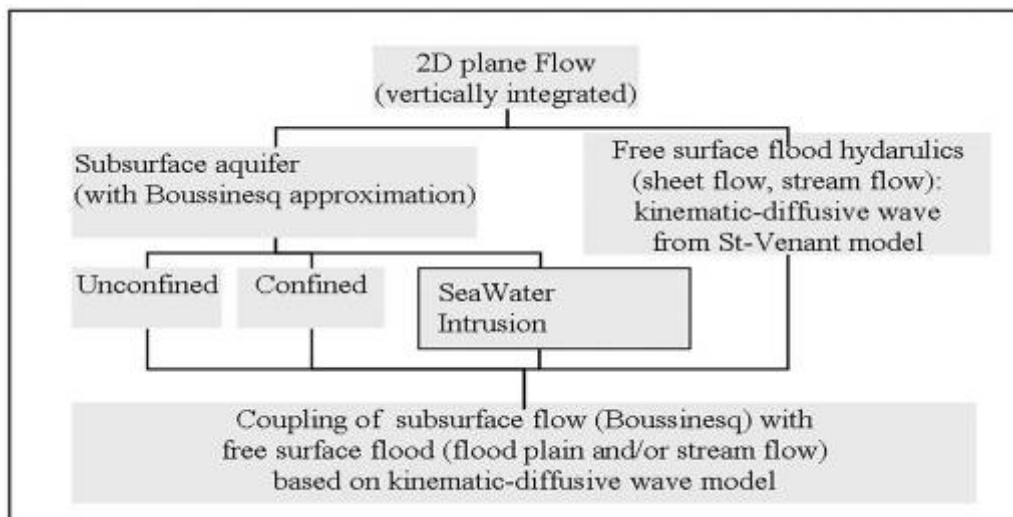 2D plane Flow
(vertically integrated)
Subsurface aquifer
(with Boussinesq approximation)
Free surface flood hydarulics
(sheet flow, stream flow):
kinematic-diffusive wave
from St-Venant model
Unconfined
Confined
SeaWater
Intrusion
Coupling of subsurface flow (Boussinesq) with
free surface flood (flood plain and/or stream flow)
based on kinematic-diffusive wave model